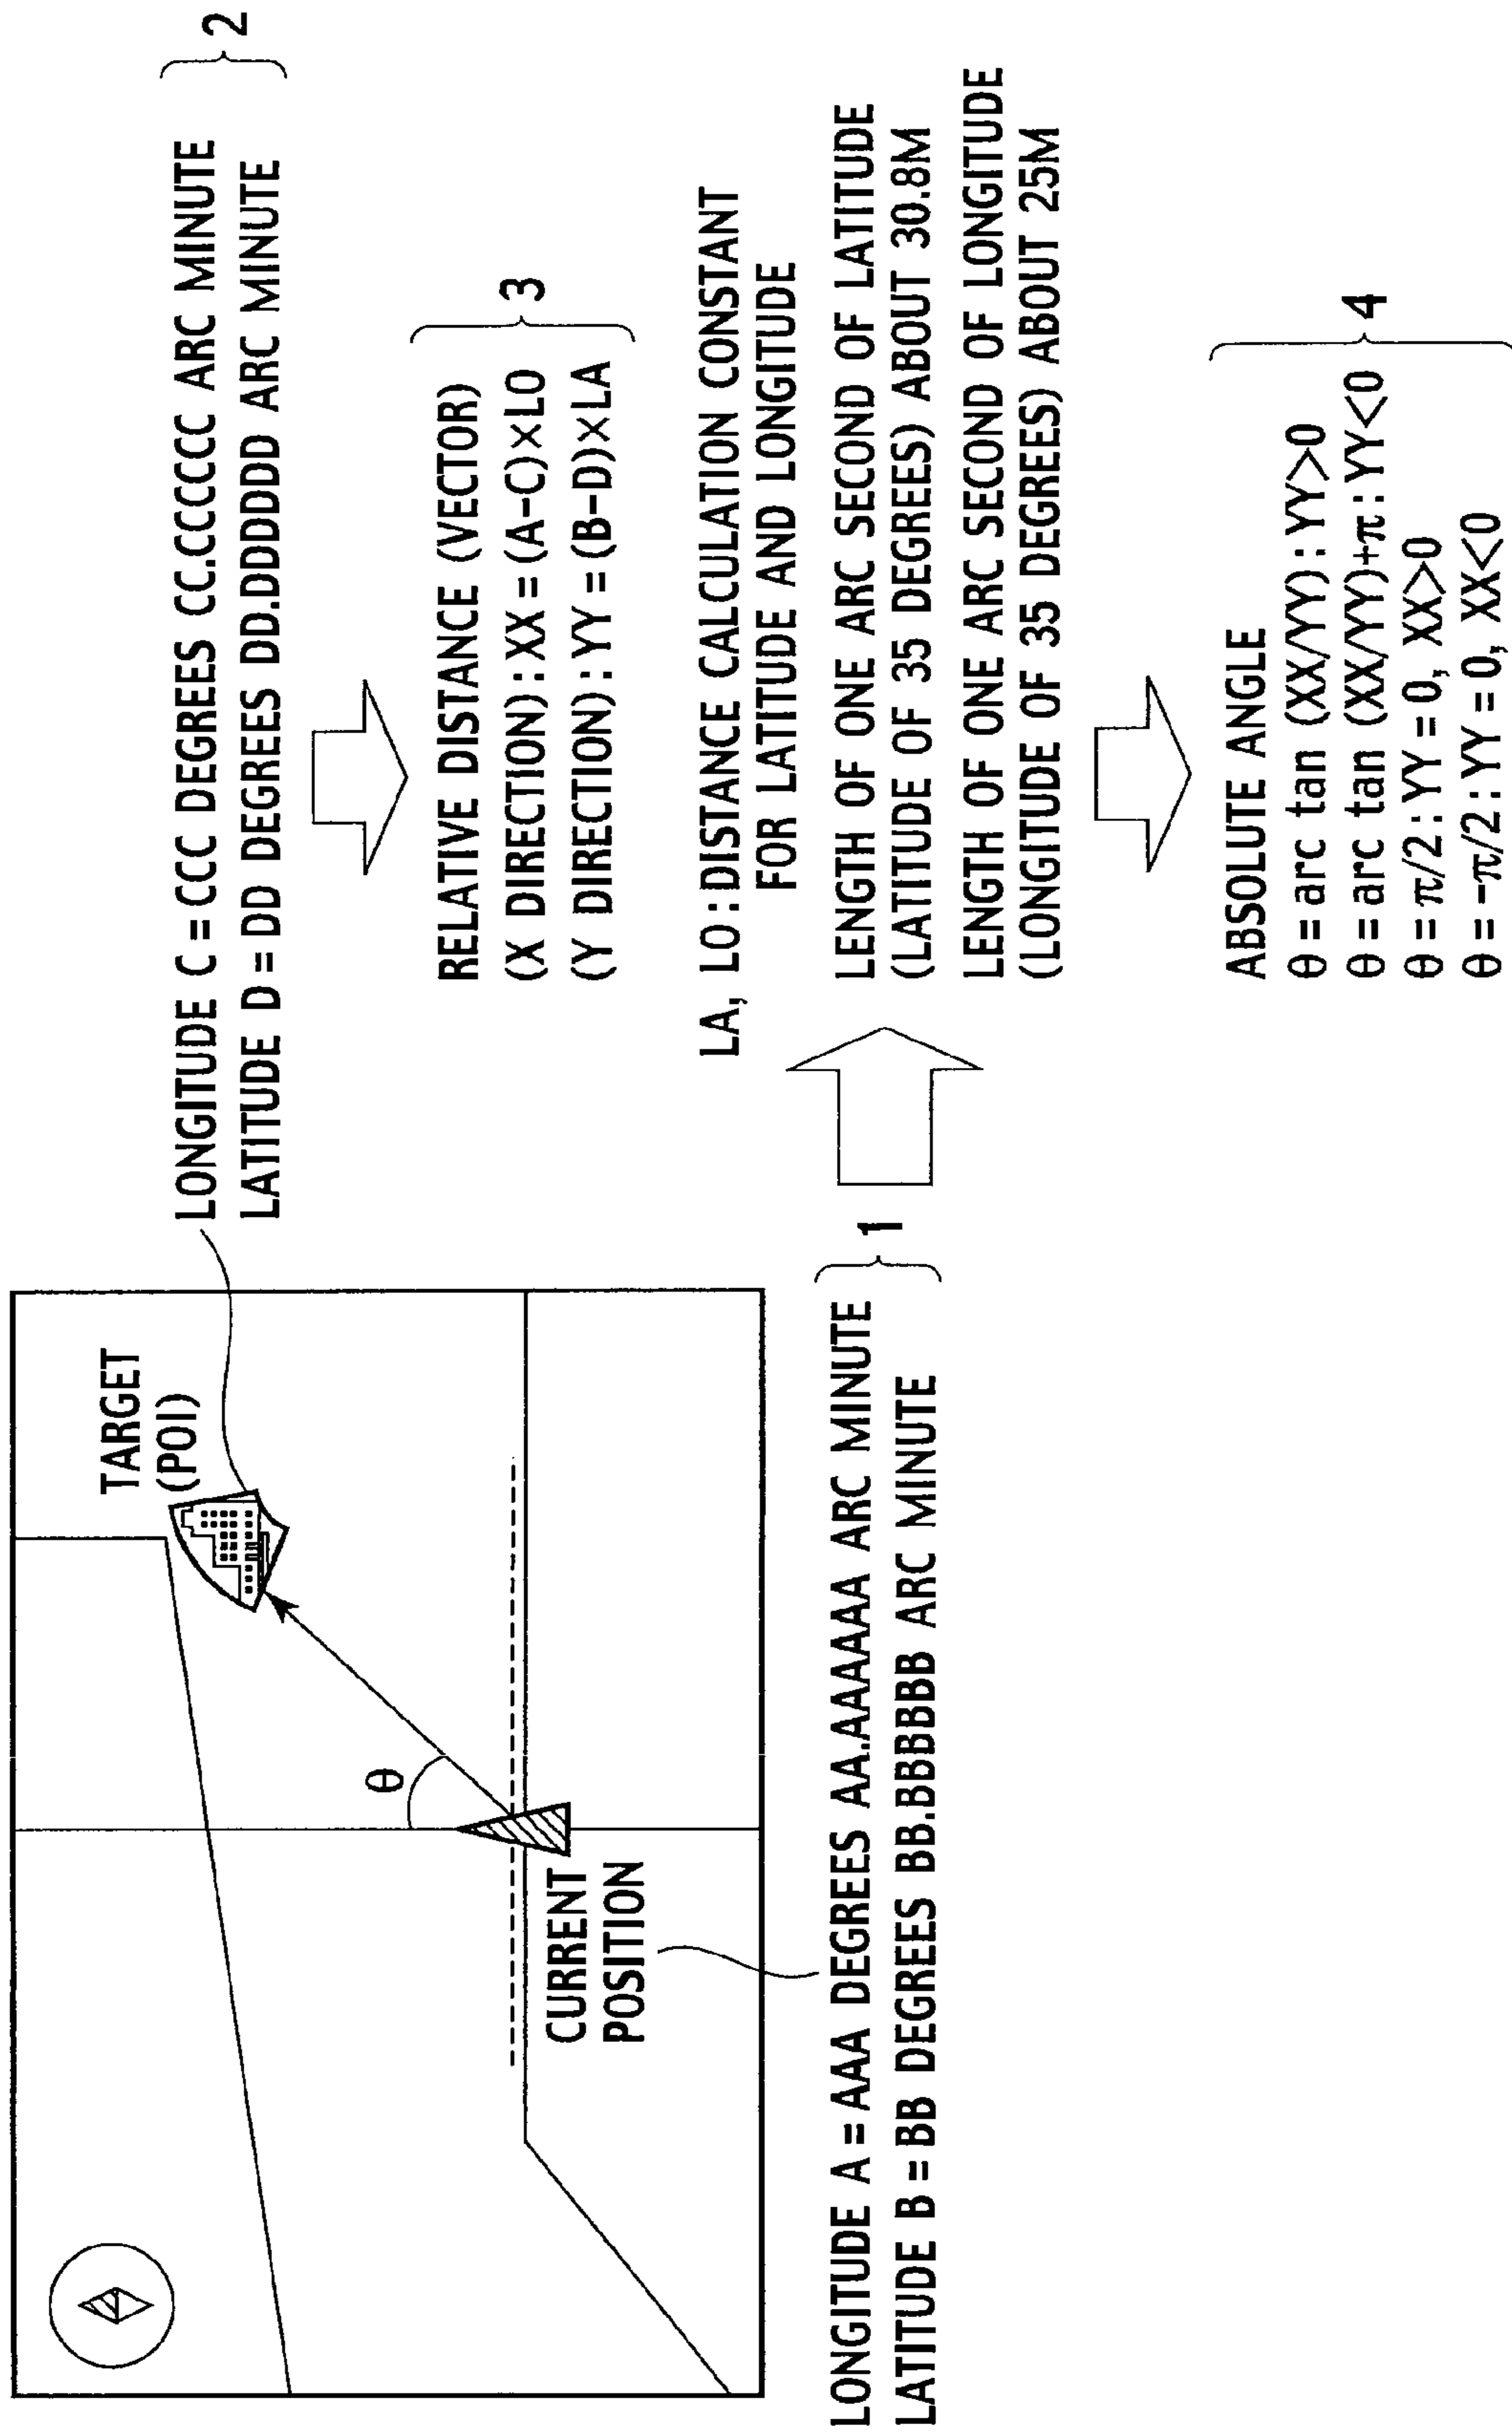 TARGET
(POI)
θ
CURRENT
POSITION
LONGITUDE A = AAA DEGREES AA.AAAAAA ARC MINUTE
LATITUDE B = BB DEGREES BB.BBBBBB ARC MINUTE
1
LONGITUDE C = CCC DEGREES CC.CCCCCC ARC MINUTE
LATITUDE D = DD DEGREES DD.DDDDDD ARC MINUTE
2
RELATIVE DISTANCE (VECTOR)
(X DIRECTION) : XX = (A-C)×LO
(Y DIRECTION) : YY = (B-D)×LA
3
LA, LO : DISTANCE CALCULATION CONSTANT
FOR LATITUDE AND LONGITUDE
LENGTH OF ONE ARC SECOND OF LATITUDE
(LATITUDE OF 35 DEGREES) ABOUT 30.8M
LENGTH OF ONE ARC SECOND OF LONGITUDE
(LONGITUDE OF 35 DEGREES) ABOUT 25M
ABSOLUTE ANGLE
θ = arc tan (XX/YY) : YY>0
θ = arc tan (XX/YY)+π : YY<0
θ = π/2 : YY = 0, XX>0
θ = -π/2 : YY = 0, XX<0
4